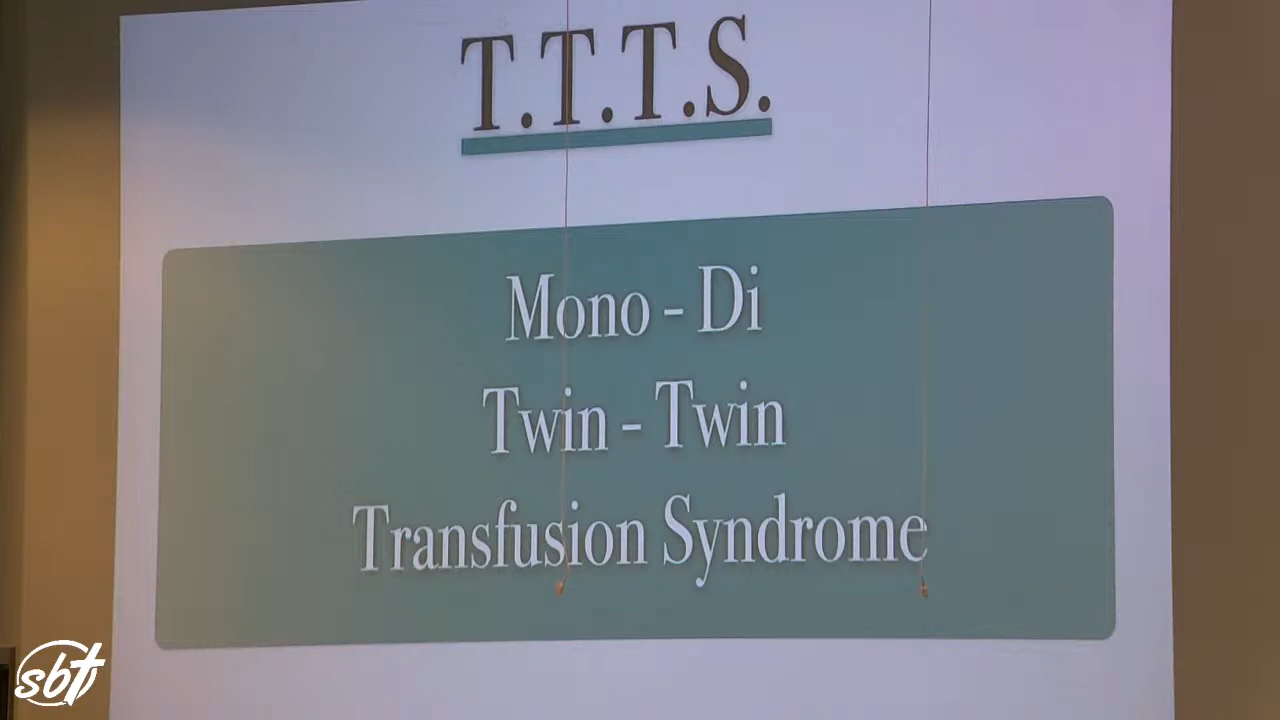 T.T.T.S.
Mono - Di
Twin - Twin
Transfusion Syndrome
sbt